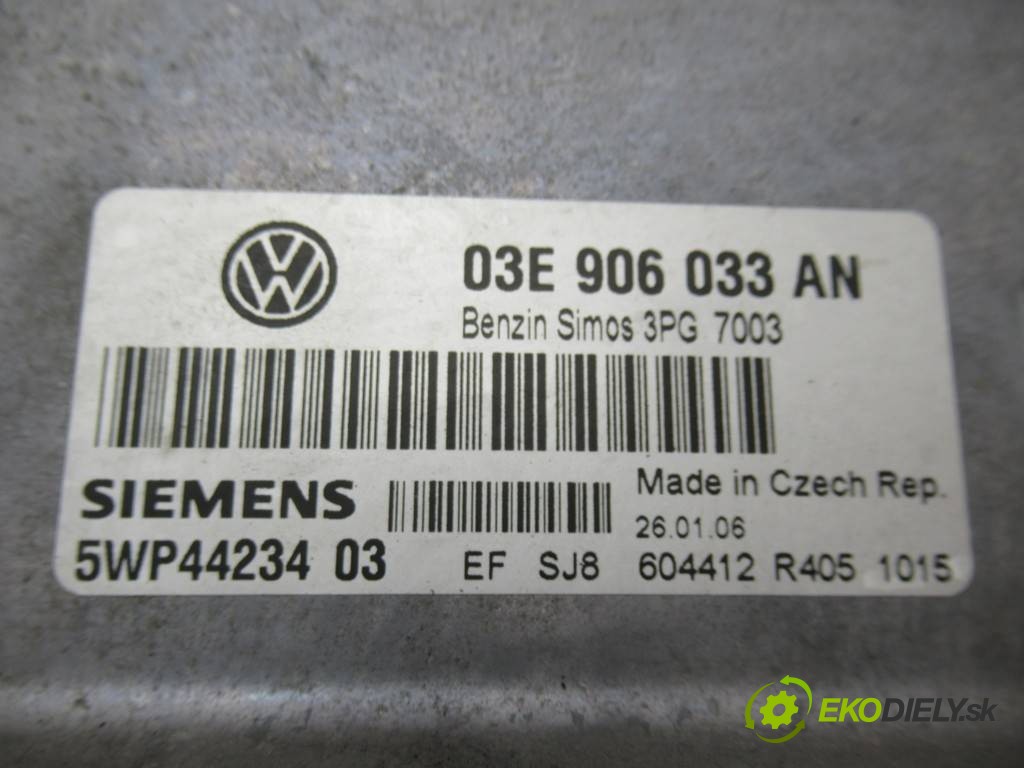 03E 906 033 AN
Benzin Simos 3PG 7003
SIEMENS
Made in Czech Rep.
26.01.06
5WP44234 03
EF SJ8 604412 R405 1015
EKODIELY.sk